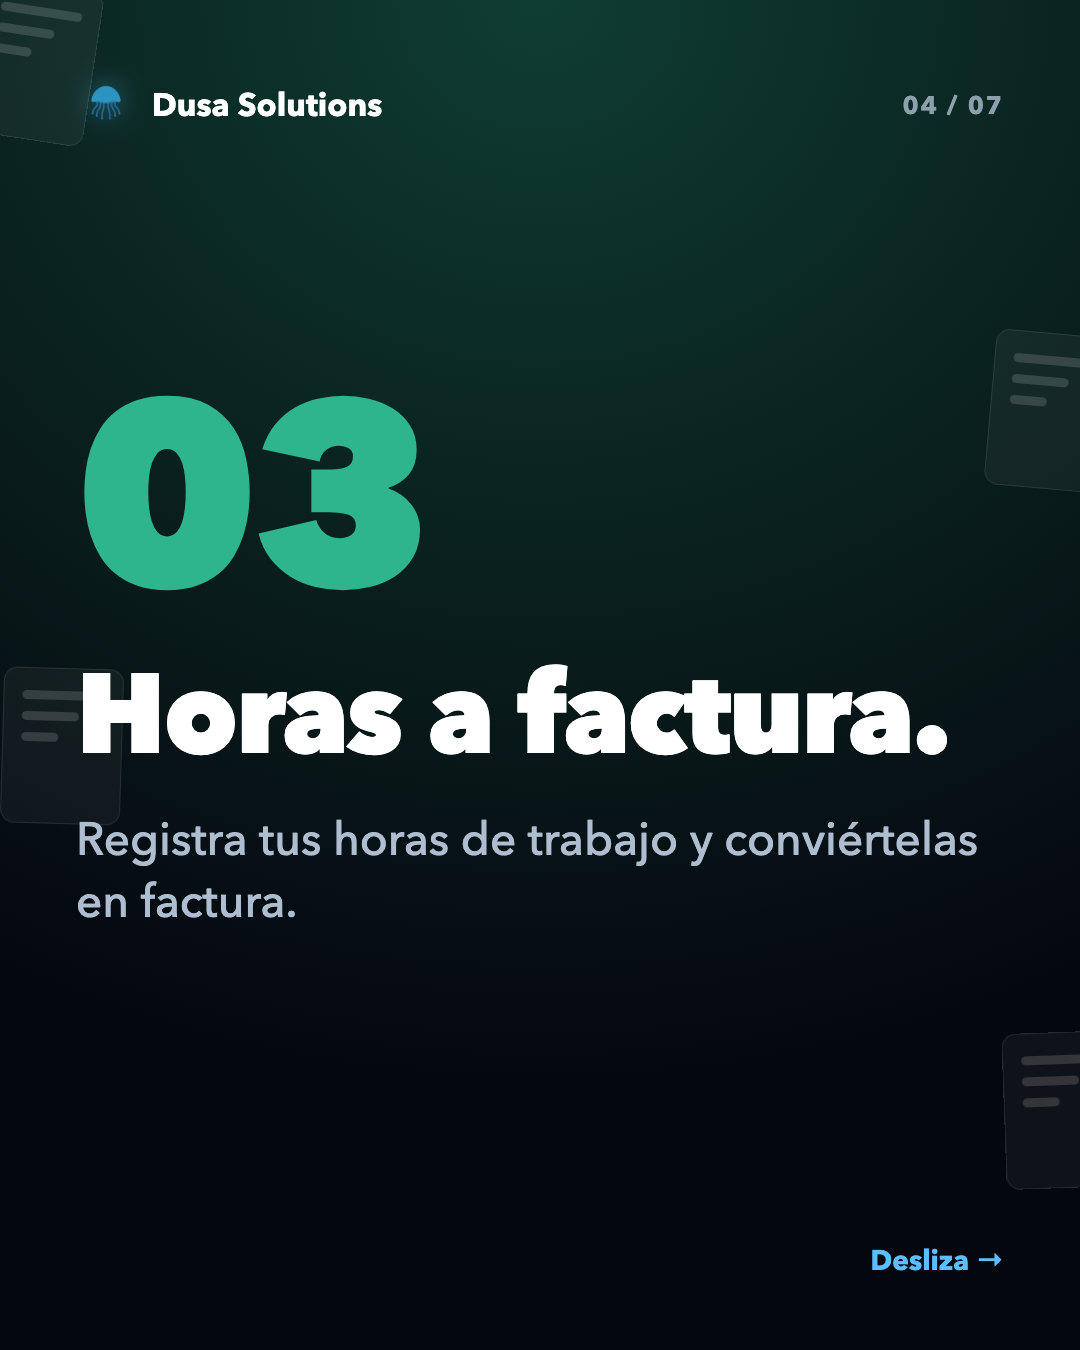 Dusa Solutions
04 / 07
03
Horas a factura.
Registra tus horas de trabajo y conviértelas
en factura.
Desliza →